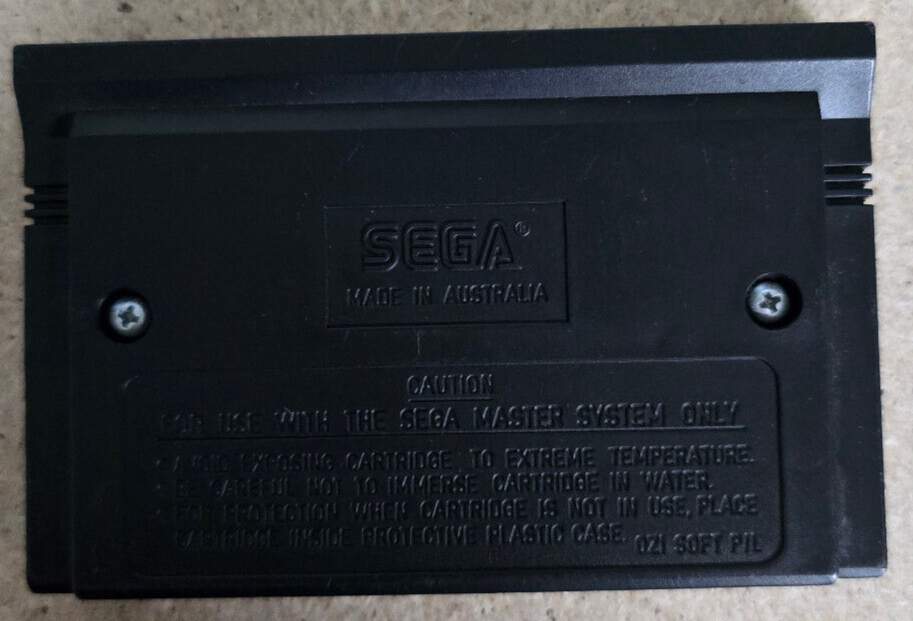 SEGA®
MADE IN AUSTRALIA
CAUTION
FOR USE WITH THE SEGA MASTER SYSTEM ONLY
• AVOID EXPOSING CARTRIDGE TO EXTREME TEMPERATURE.
• BE CAREFUL NOT TO IMMERSE CARTRIDGE IN WATER.
• FOR PROTECTION WHEN CARTRIDGE IS NOT IN USE, PLACE
CARTRIDGE INSIDE PROTECTIVE PLASTIC CASE.
OZI SOFT P/L